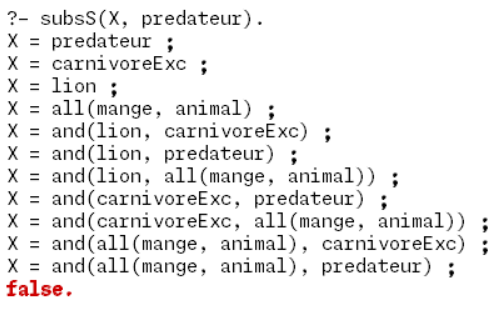 ?- subsS(X, predateur).
X = predateur ;
X = carnivoreExc ;
X = lion ;
X = all(mange, animal) ;
X = and(lion, carnivoreExc) ;
X = and(lion, predateur) ;
X = and(lion, all(mange, animal)) ;
X = and(carnivoreExc, predateur) ;
X = and(carnivoreExc, all(mange, animal)) ;
X = and(all(mange, animal), carnivoreExc) ;
X = and(all(mange, animal), predateur) ;
false.